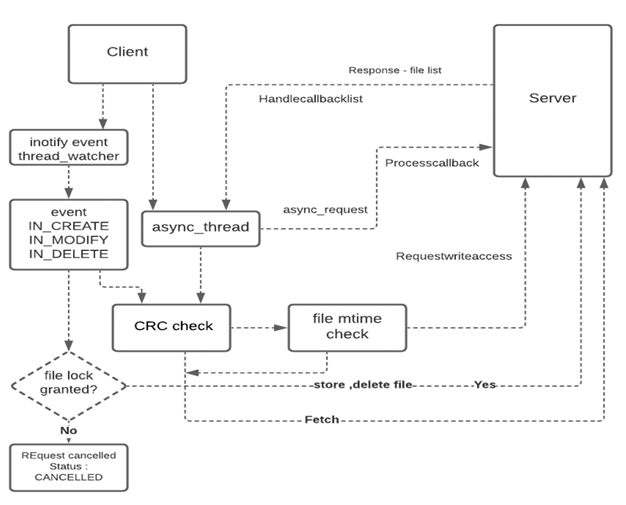 Client
Response - file list
Server
Handlecallbacklist
inotify event
thread_watcher
Processcallback
event
IN_CREATE
IN_MODIFY
IN_DELETE
async_request
async_thread
Requestwriteaccess
CRC check
file mtime
check
file lock
granted?
store ,delete file
Yes
Fetch
No
REquest cancelled
Status :
CANCELLED